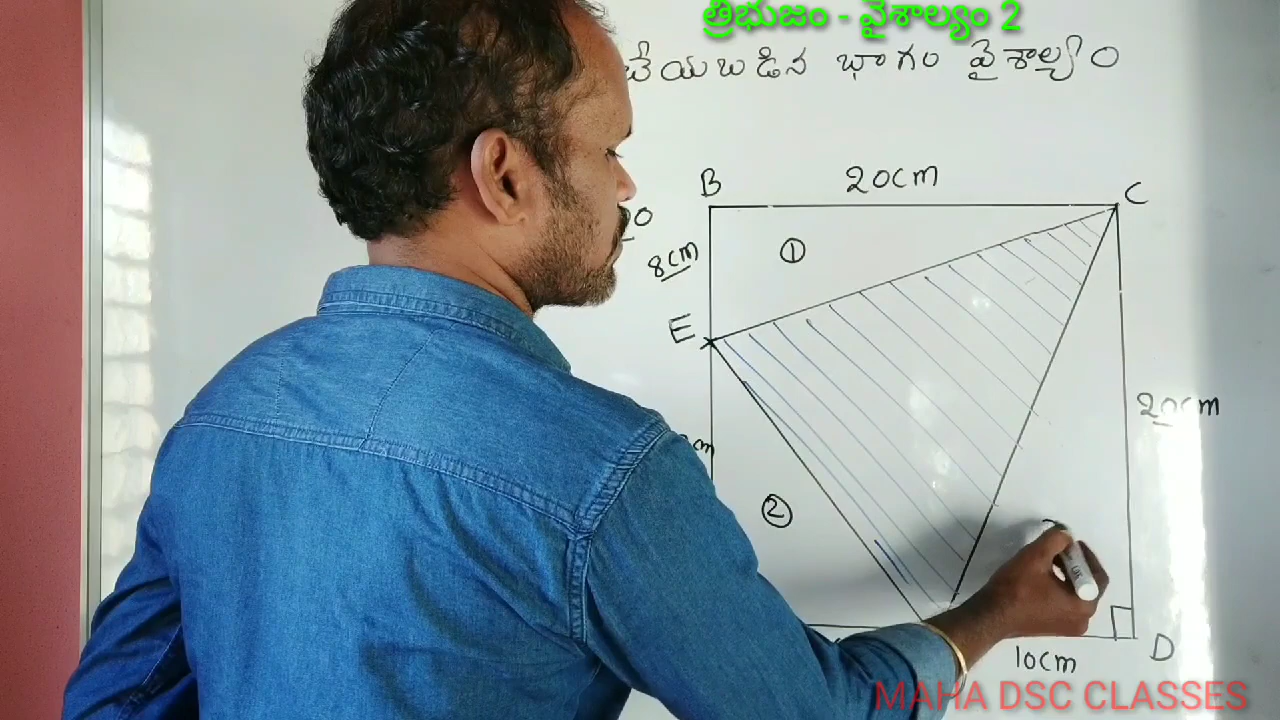 త్రిభుజం - వైశాల్యం 2
చేయబడిన భాగం వైశాల్యం
B 20cm C
8cm
①
E
20cm
②
10cm D
MAHA DSC CLASSES